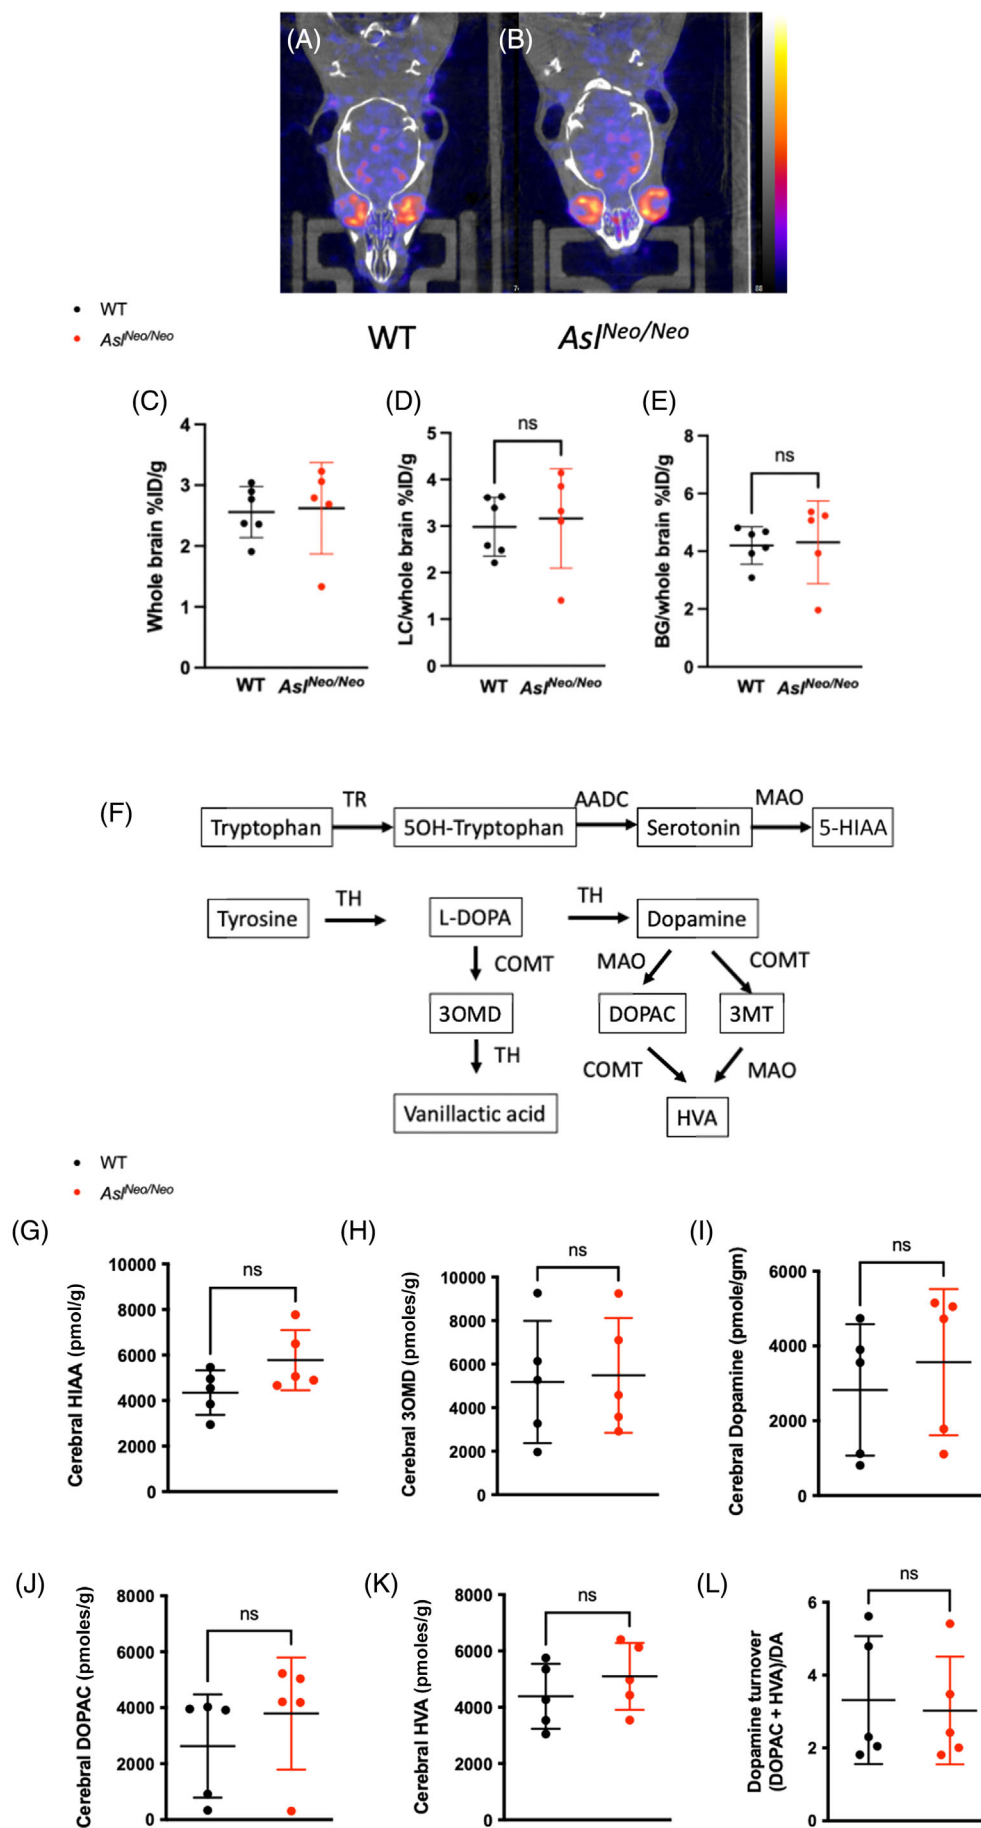 (A) (B)
WT
Asl^Neo/Neo
WT Asl^Neo/Neo
(C) (D) (E)
Whole brain %ID/g
4
3
2
1
0
WT Asl^Neo/Neo
LC/whole brain %ID/g
ns
5
4
3
2
1
0
WT Asl^Neo/Neo
BG/whole brain %ID/g
ns
8
6
4
2
0
WT Asl^Neo/Neo
(F)
TR AADC MAO
Tryptophan 5OH-Tryptophan Serotonin 5-HIAA
TH TH
Tyrosine L-DOPA Dopamine
COMT MAO COMT
3OMD DOPAC 3MT
TH COMT MAO
Vanillactic acid HVA
WT
Asl^Neo/Neo
(G)
Cerebral HIAA (pmol/g)
ns
10000
8000
6000
4000
2000
0
(H)
Cerebral 3OMD (pmoles/g)
ns
10000
8000
6000
4000
2000
0
(I)
Cerebral Dopamine (pmole/gm)
ns
6000
4000
2000
0
(J)
Cerebral DOPAC (pmoles/g)
ns
8000
6000
4000
2000
0
(K)
Cerebral HVA (pmoles/g)
ns
8000
6000
4000
2000
0
(L)
Dopamine turnover
(DOPAC + HVA)/DA
ns
6
4
2
0